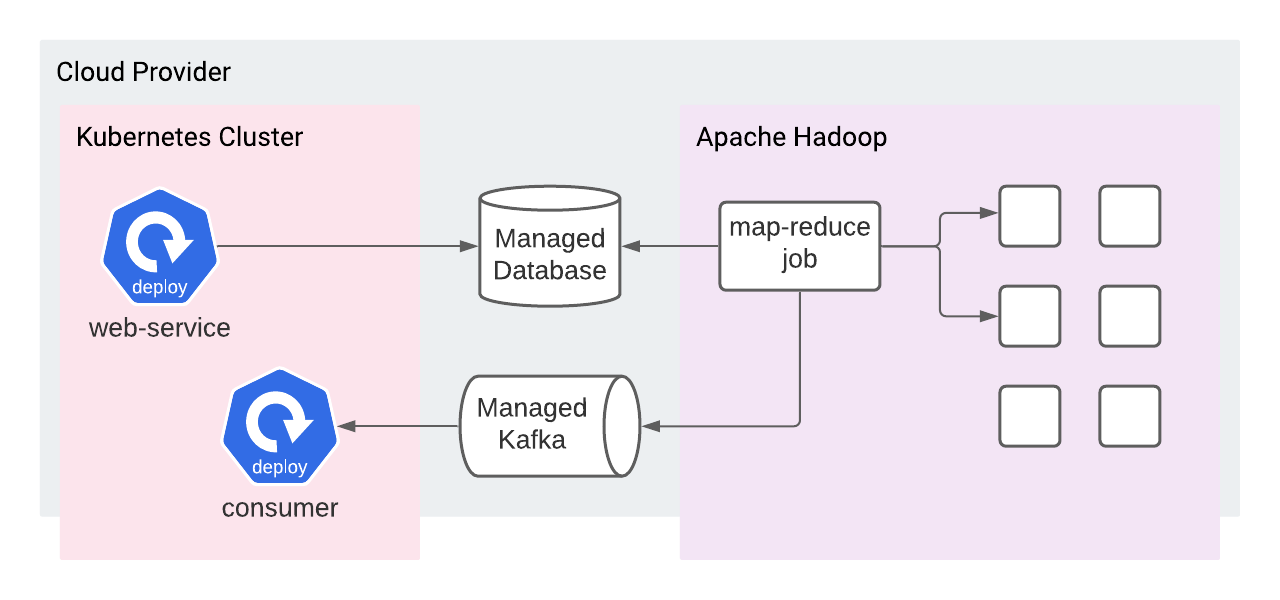 Cloud Provider
Kubernetes Cluster
Apache Hadoop
deploy
web-service
Managed
Database
map-reduce
job
deploy
consumer
Managed
Kafka